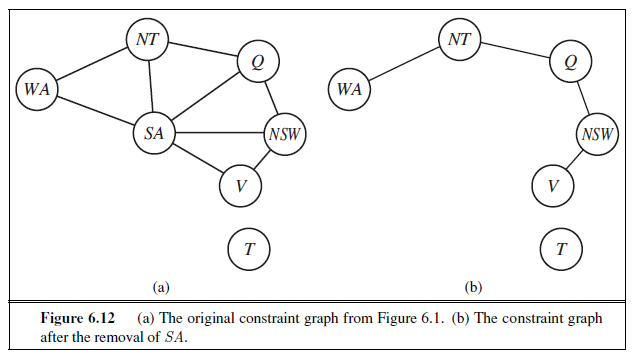 NT
NT
Q
Q
WA
WA
SA
NSW
NSW
V
V
T
T
(a)
(b)
Figure 6.12 (a) The original constraint graph from Figure 6.1. (b) The constraint graph
after the removal of SA.